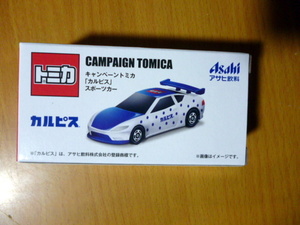 トミカ
CAMPAIGN TOMICA
キャンペーントミカ
「カルピス」
スポーツカー
Asahi
アサヒ飲料
カルピス
※「カルピス」は、アサヒ飲料株式会社の登録商標です。
※画像はイメージです。